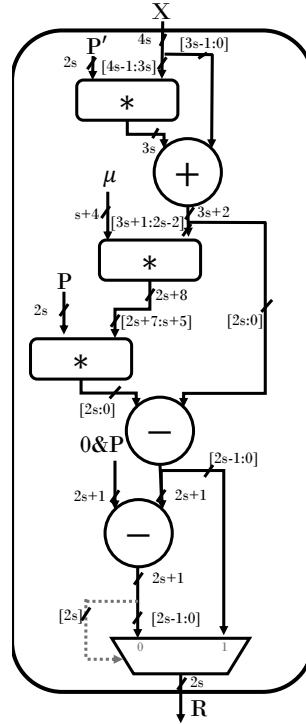 X
4s
[3s-1:0]
P′
2s
[4s-1:3s]
*
3s
+
μ
s+4
[3s+1:2s-2]
3s+2
*
2s+8
P
2s
[2s+7:s+5]
[2s:0]
*
[2s:0]
−
0&P
[2s-1:0]
2s+1
2s+1
−
2s+1
[2s]
[2s-1:0]
0
1
2s
R